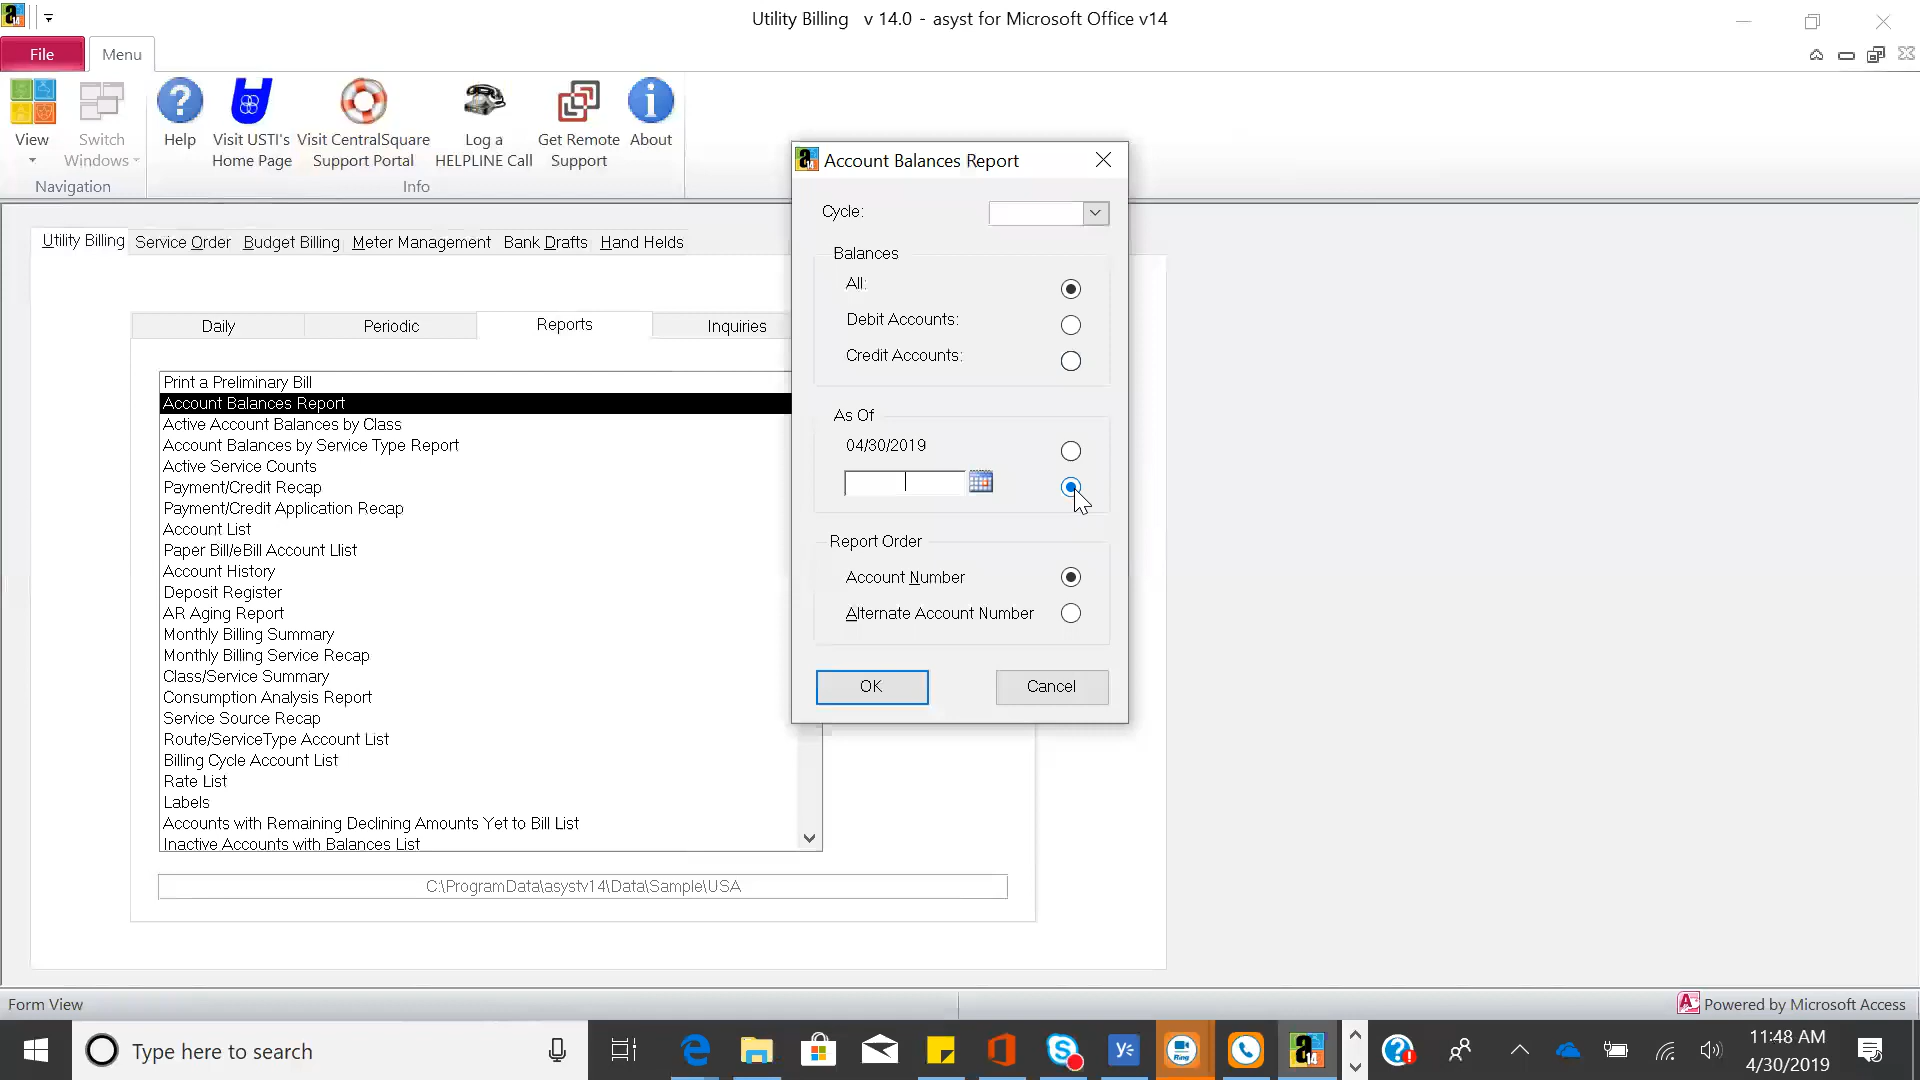 Utility Billing   v 14.0 - asyst for Microsoft Office v14
File
Menu
View
Switch
Windows
Help
Visit USTI's
Home Page
Visit CentralSquare
Support Portal
Log a
HELPLINE Call
Get Remote
Support
About
Navigation
Info
Utility Billing
Service Order
Budget Billing
Meter Management
Bank Drafts
Hand Helds
Daily
Periodic
Reports
Inquiries
Print a Preliminary Bill
Account Balances Report
Active Account Balances by Class
Account Balances by Service Type Report
Active Service Counts
Payment/Credit Recap
Payment/Credit Application Recap
Account List
Paper Bill/eBill Account LIist
Account History
Deposit Register
AR Aging Report
Monthly Billing Summary
Monthly Billing Service Recap
Class/Service Summary
Consumption Analysis Report
Service Source Recap
Route/ServiceType Account List
Billing Cycle Account List
Rate List
Labels
Accounts with Remaining Declining Amounts Yet to Bill List
Inactive Accounts with Balances List
C:\ProgramData\asystv14\Data\Sample\USA
Account Balances Report
Cycle:
Balances
All:
Debit Accounts:
Credit Accounts:
As Of
04/30/2019
Report Order
Account Number
Alternate Account Number
OK
Cancel
Form View
Powered by Microsoft Access
Type here to search
11:48 AM
4/30/2019